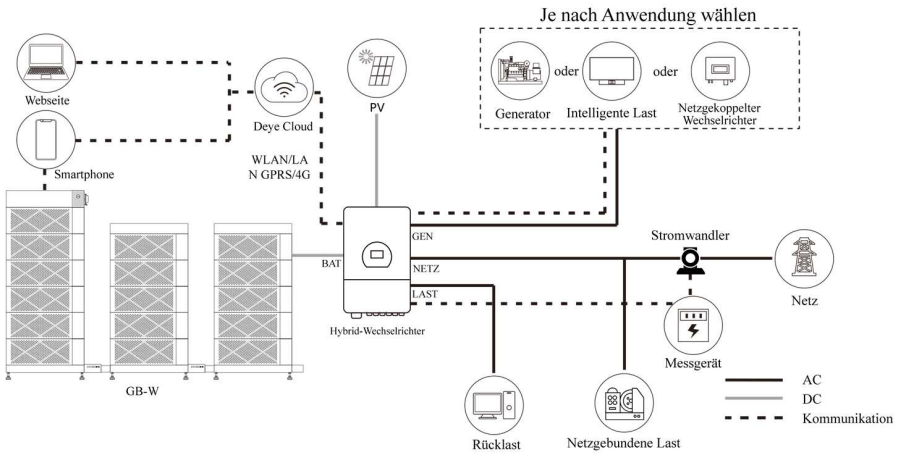 Je nach Anwendung wählen
Webseite
Smartphone
Deye Cloud
PV
Generator
oder
Intelligente Last
oder
Netzgekoppelter
Wechselrichter
WLAN/LA
N GPRS/4G
GEN
BAT
NETZ
LAST
Hybrid-Wechselrichter
Stromwandler
Netz
Messgerät
GB-W
Rücklast
Netzgebundene Last
AC
DC
Kommunikation